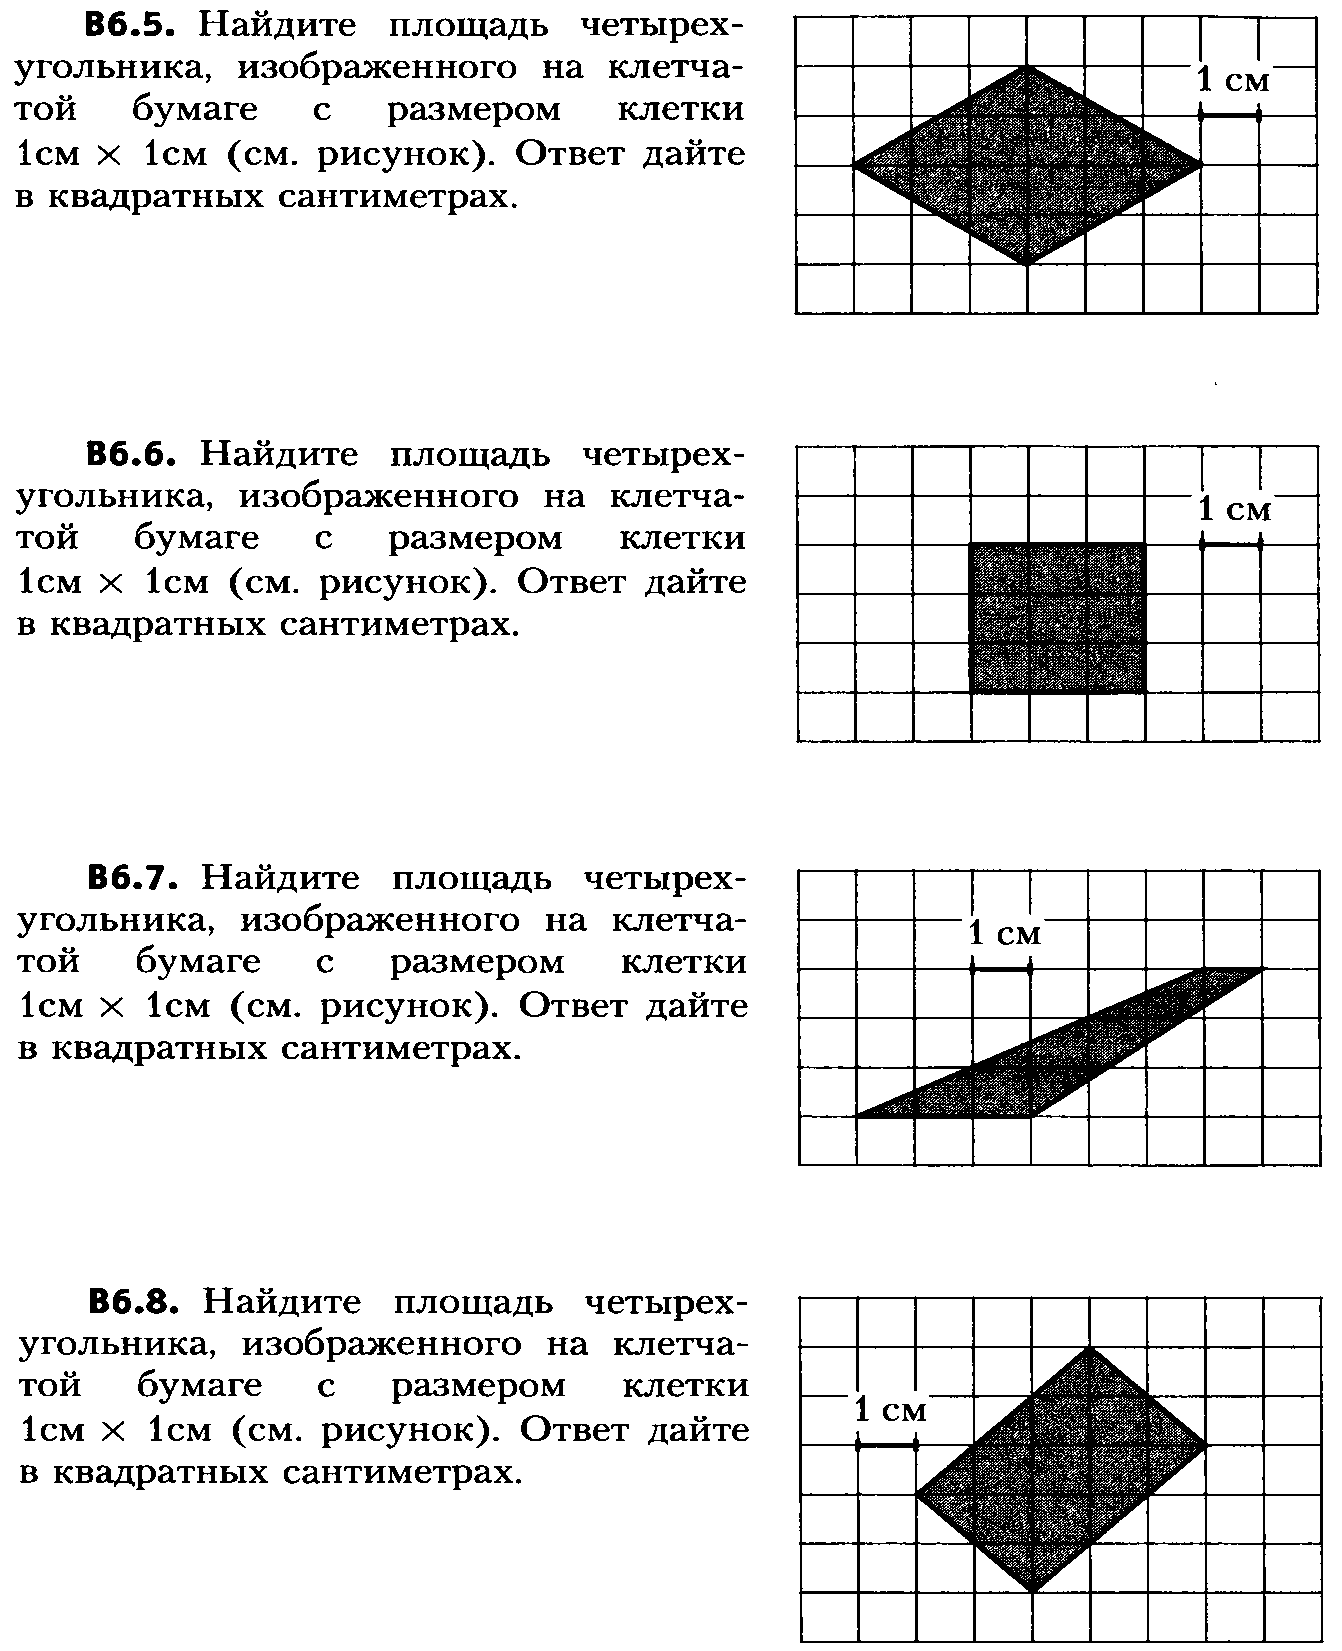 В6.5. Найдите площадь четырех-
угольника, изображенного на клетча-
той бумаге с размером клетки
1см × 1см (см. рисунок). Ответ дайте
в квадратных сантиметрах.
1 см
В6.6. Найдите площадь четырех-
угольника, изображенного на клетча-
той бумаге с размером клетки
1см × 1см (см. рисунок). Ответ дайте
в квадратных сантиметрах.
1 см
В6.7. Найдите площадь четырех-
угольника, изображенного на клетча-
той бумаге с размером клетки
1см × 1см (см. рисунок). Ответ дайте
в квадратных сантиметрах.
1 см
В6.8. Найдите площадь четырех-
угольника, изображенного на клетча-
той бумаге с размером клетки
1см × 1см (см. рисунок). Ответ дайте
в квадратных сантиметрах.
1 см